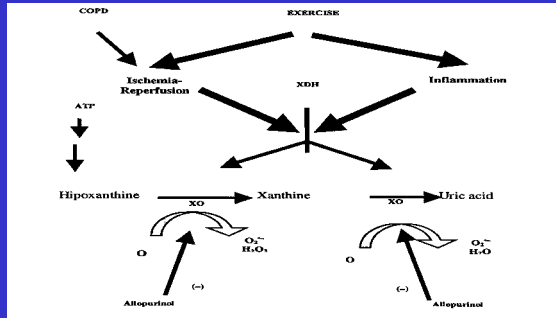 COPD
EXERCISE
Ischemia-
Reperfusion
XDH
Inflammation
ATP
Hipoxanthine
Xanthine
Uric acid
XO
XO
O
O₂·⁻
H₂O₂
O
O₂·⁻
H₂O
(-)
(-)
Allopurinol
Allopurinol